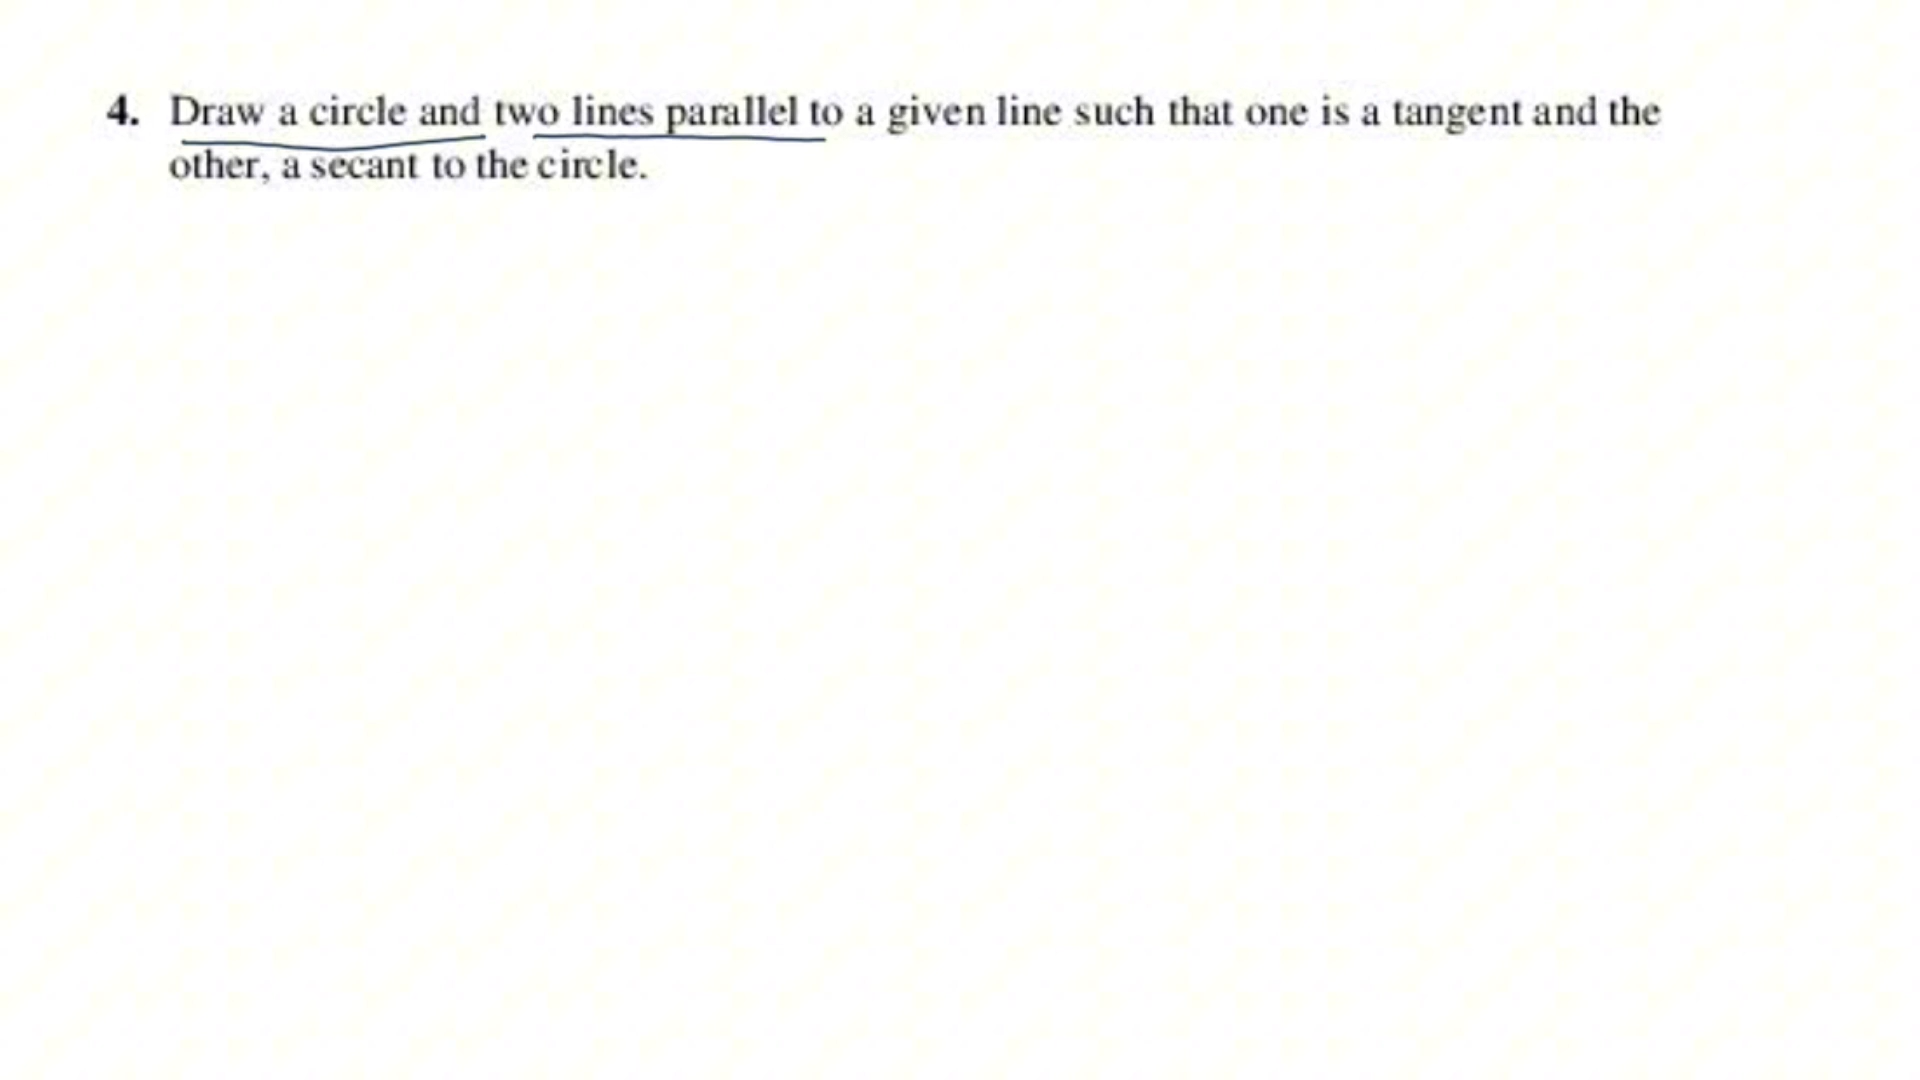 4. Draw a circle and two lines parallel to a given line such that one is a tangent and the
other, a secant to the circle.